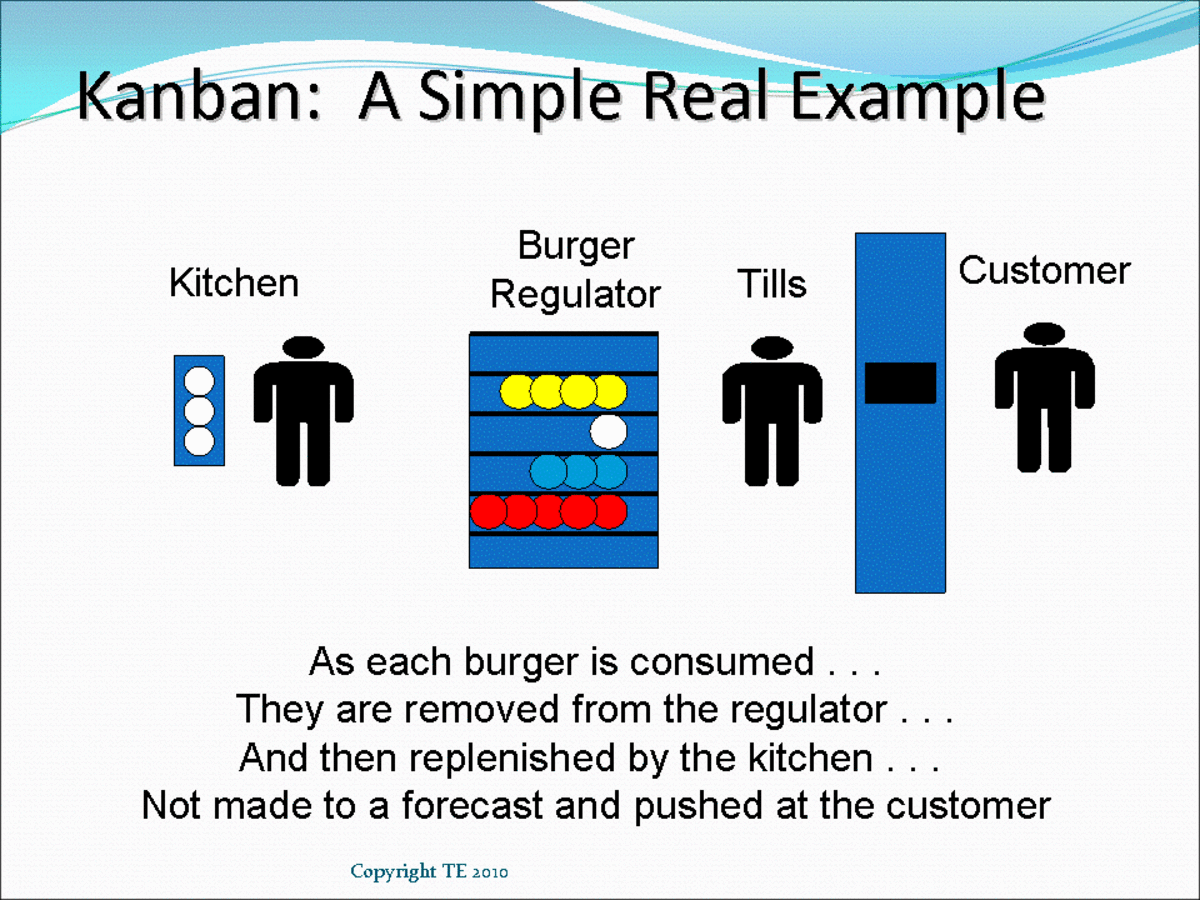 Kanban: A Simple Real Example
Kitchen
Burger
Regulator
Tills
Customer
As each burger is consumed . . .
They are removed from the regulator . . .
And then replenished by the kitchen . . .
Not made to a forecast and pushed at the customer
Copyright TE 2010